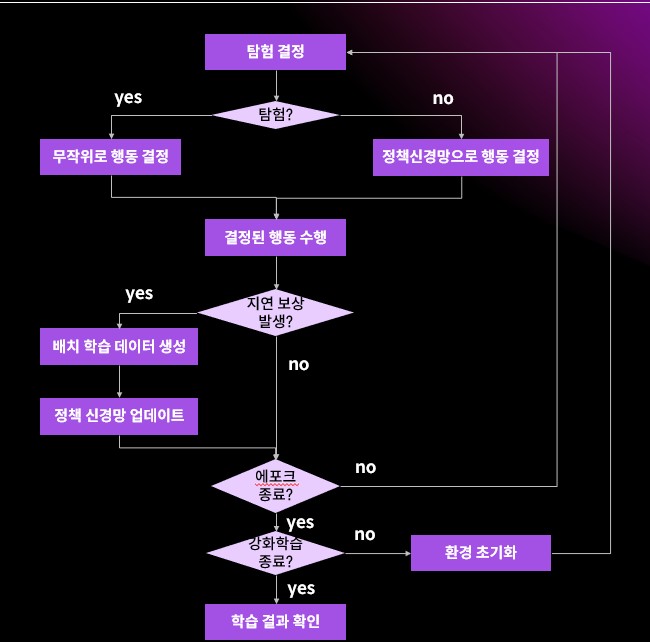 탐험 결정
yes
no
탐험?
무작위로 행동 결정
정책신경망으로 행동 결정
결정된 행동 수행
yes
지연 보상
발생?
배치 학습 데이터 생성
no
정책 신경망 업데이트
no
에포크
종료?
yes
no
강화학습
종료?
환경 초기화
yes
학습 결과 확인